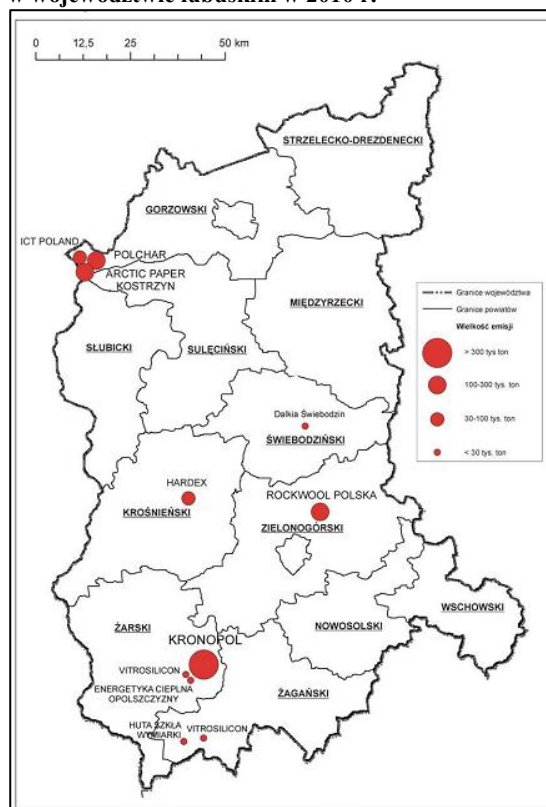 w województwie lubuskim w 2010 r.
0 12,5 25 50 km
STRZELECKO-DREZDENECKI
GORZOWSKI
ICT POLAND
POLCHAR
ARCTIC PAPER
KOSTRZYN
MIĘDZYRZECKI
SŁUBICKI
SULĘCIŃSKI
Granice województwa
Granice powiatów
Wielkość emisji
> 300 tys ton
100-300 tys. ton
30-100 tys. ton
< 30 tys. ton
Dalkia Świebodzin
ŚWIEBODZIŃSKI
HARDEX
KROŚNIEŃSKI
ROCKWOOL POLSKA
ZIELONOGÓRSKI
WSCHOWSKI
ŻARSKI
NOWOSOLSKI
KRONOPOL
VITROSILICON
ENERGETYKA CIEPLNA
OPOLSZCZYZNY
ŻAGAŃSKI
HUTA SZKŁA
WYMIARKI
VITROSILICON